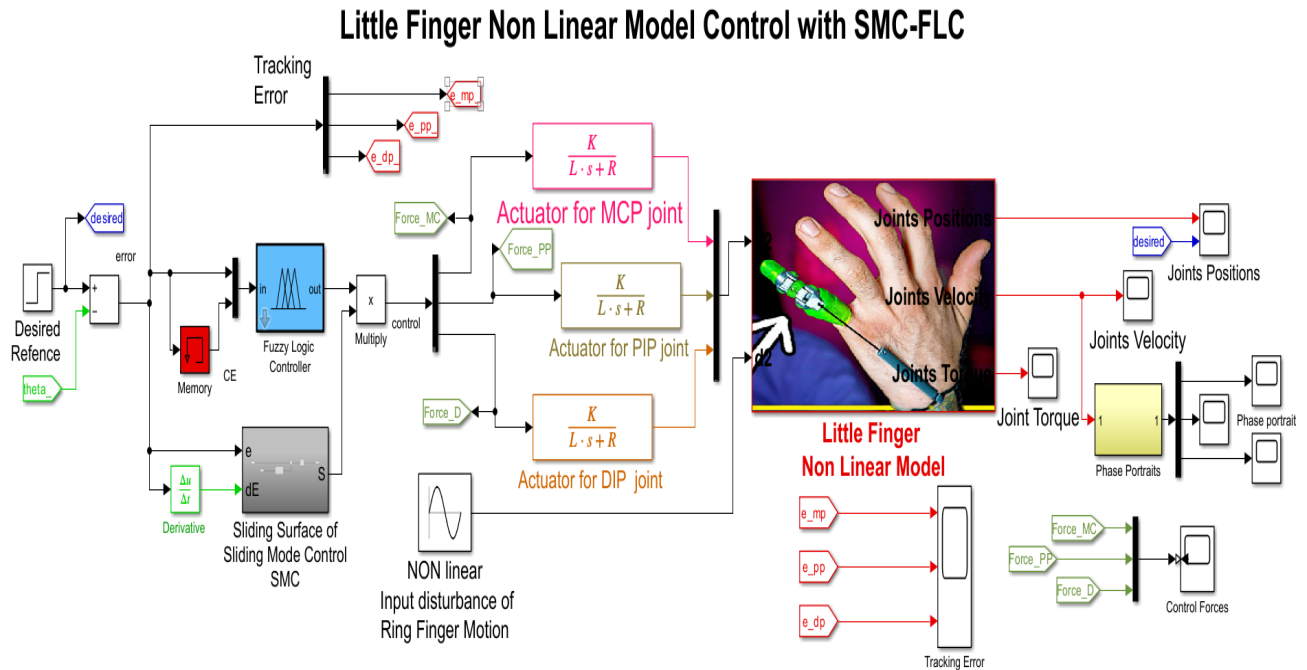 Little Finger Non Linear Model Control with SMC-FLC
Tracking
Error
e_mp_
e_pp_
e_dp_
K
L · s + R
Actuator for MCP joint
Force_MC
Force_PP
desired
error
+
−
Desired
Refence
theta_
in
out
Fuzzy Logic
Controller
Memory
CE
x
Multiply
control
K
L · s + R
Actuator for PIP joint
Force_D
K
L · s + R
Actuator for DIP joint
e
dE
S
Δu
Δt
Derivative
Sliding Surface of
Sliding Mode Control
SMC
NON linear
Input disturbance of
Ring Finger Motion
d2
Joints Positions
Joints Velocity
Joints Torque
Little Finger
Non Linear Model
desired
Joints Positions
Joints Velocity
Joint Torque
1
1
Phase Portraits
Phase portrait
e_mp
e_pp
e_dp
Tracking Error
Force_MC
Force_PP
Force_D
Control Forces